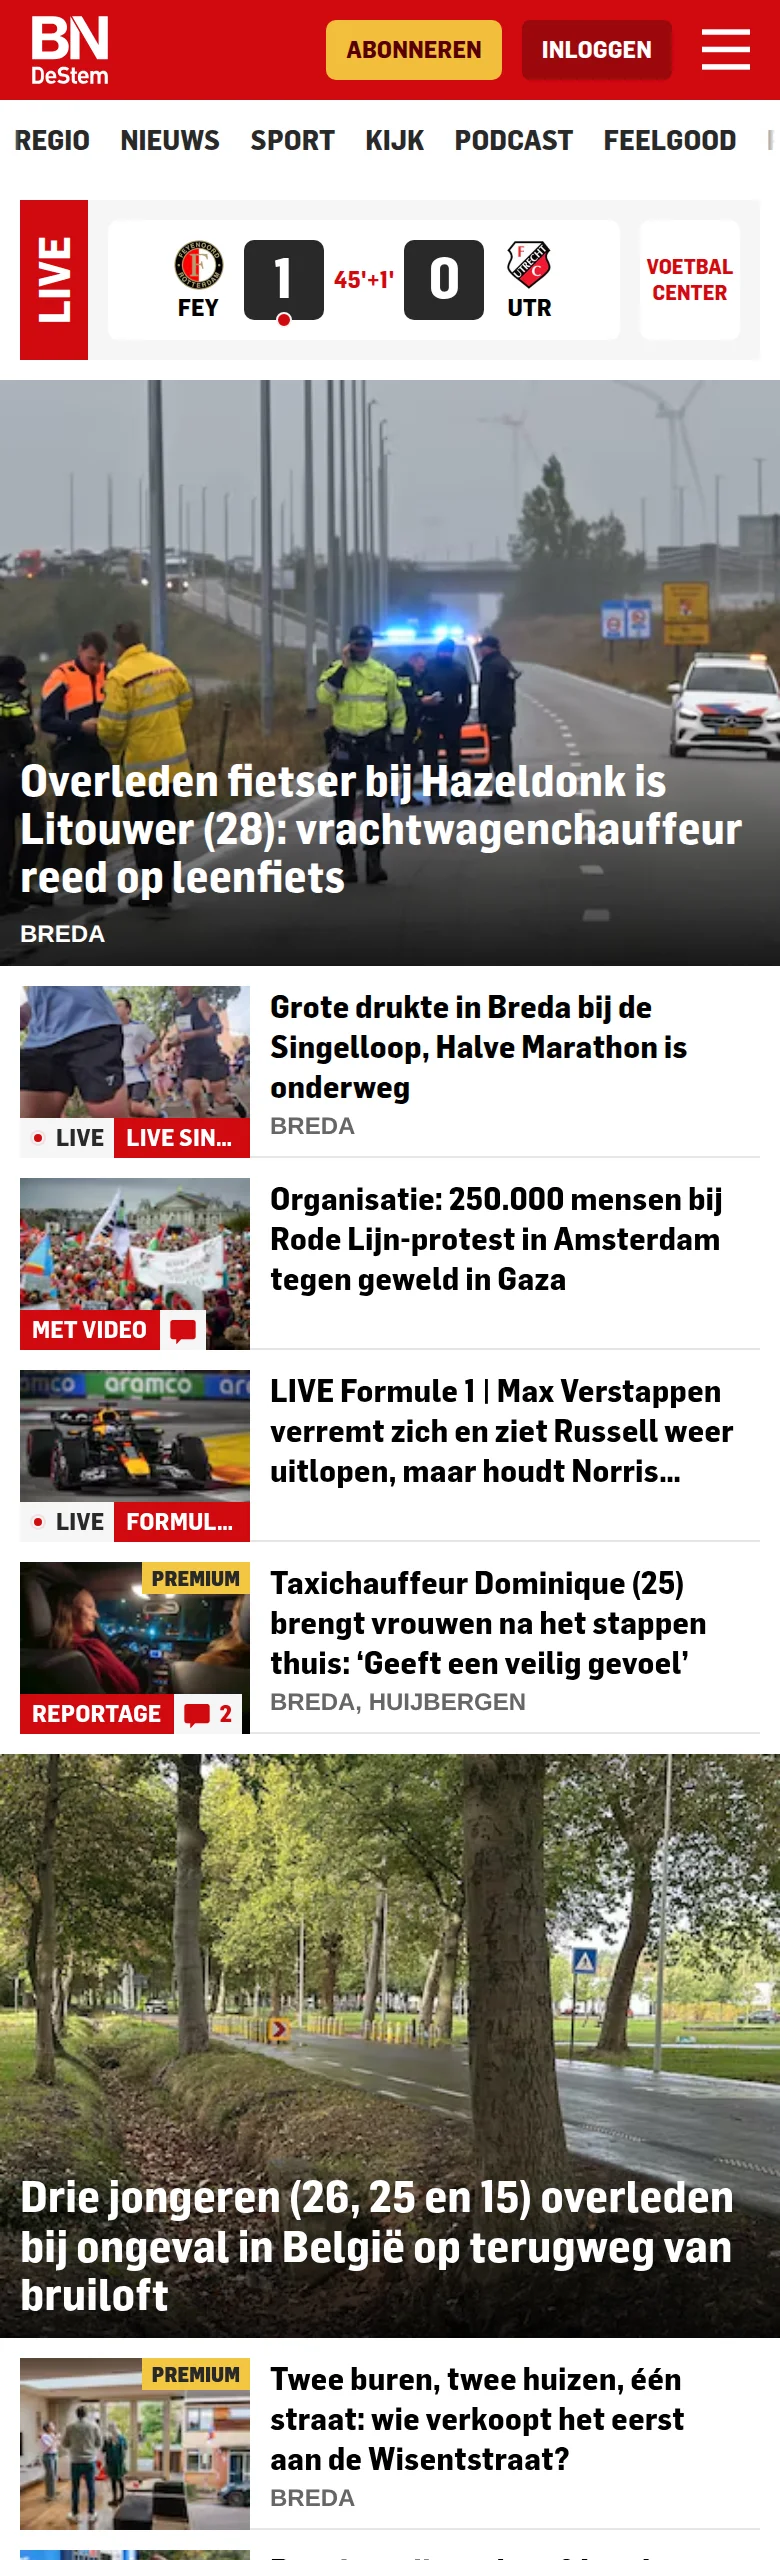 BN
DeStem
ABONNEREN
INLOGGEN
REGIO NIEUWS SPORT KIJK PODCAST FEELGOOD
LIVE
FEY
1
45'+1'
0
UTR
VOETBAL
CENTER
Overleden fietser bij Hazeldonk is
Litouwer (28): vrachtwagenchauffeur
reed op leenfiets
BREDA
Grote drukte in Breda bij de
Singelloop, Halve Marathon is
onderweg
BREDA
LIVE
LIVE SIN...
Organisatie: 250.000 mensen bij
Rode Lijn-protest in Amsterdam
tegen geweld in Gaza
MET VIDEO
aramco
LIVE Formule 1 | Max Verstappen
verremt zich en ziet Russell weer
uitlopen, maar houdt Norris...
LIVE
FORMUL...
PREMIUM
Taxichauffeur Dominique (25)
brengt vrouwen na het stappen
thuis: ‘Geeft een veilig gevoel’
BREDA, HUIJBERGEN
REPORTAGE
2
Drie jongeren (26, 25 en 15) overleden
bij ongeval in België op terugweg van
bruiloft
PREMIUM
Twee buren, twee huizen, één
straat: wie verkoopt het eerst
aan de Wisentstraat?
BREDA